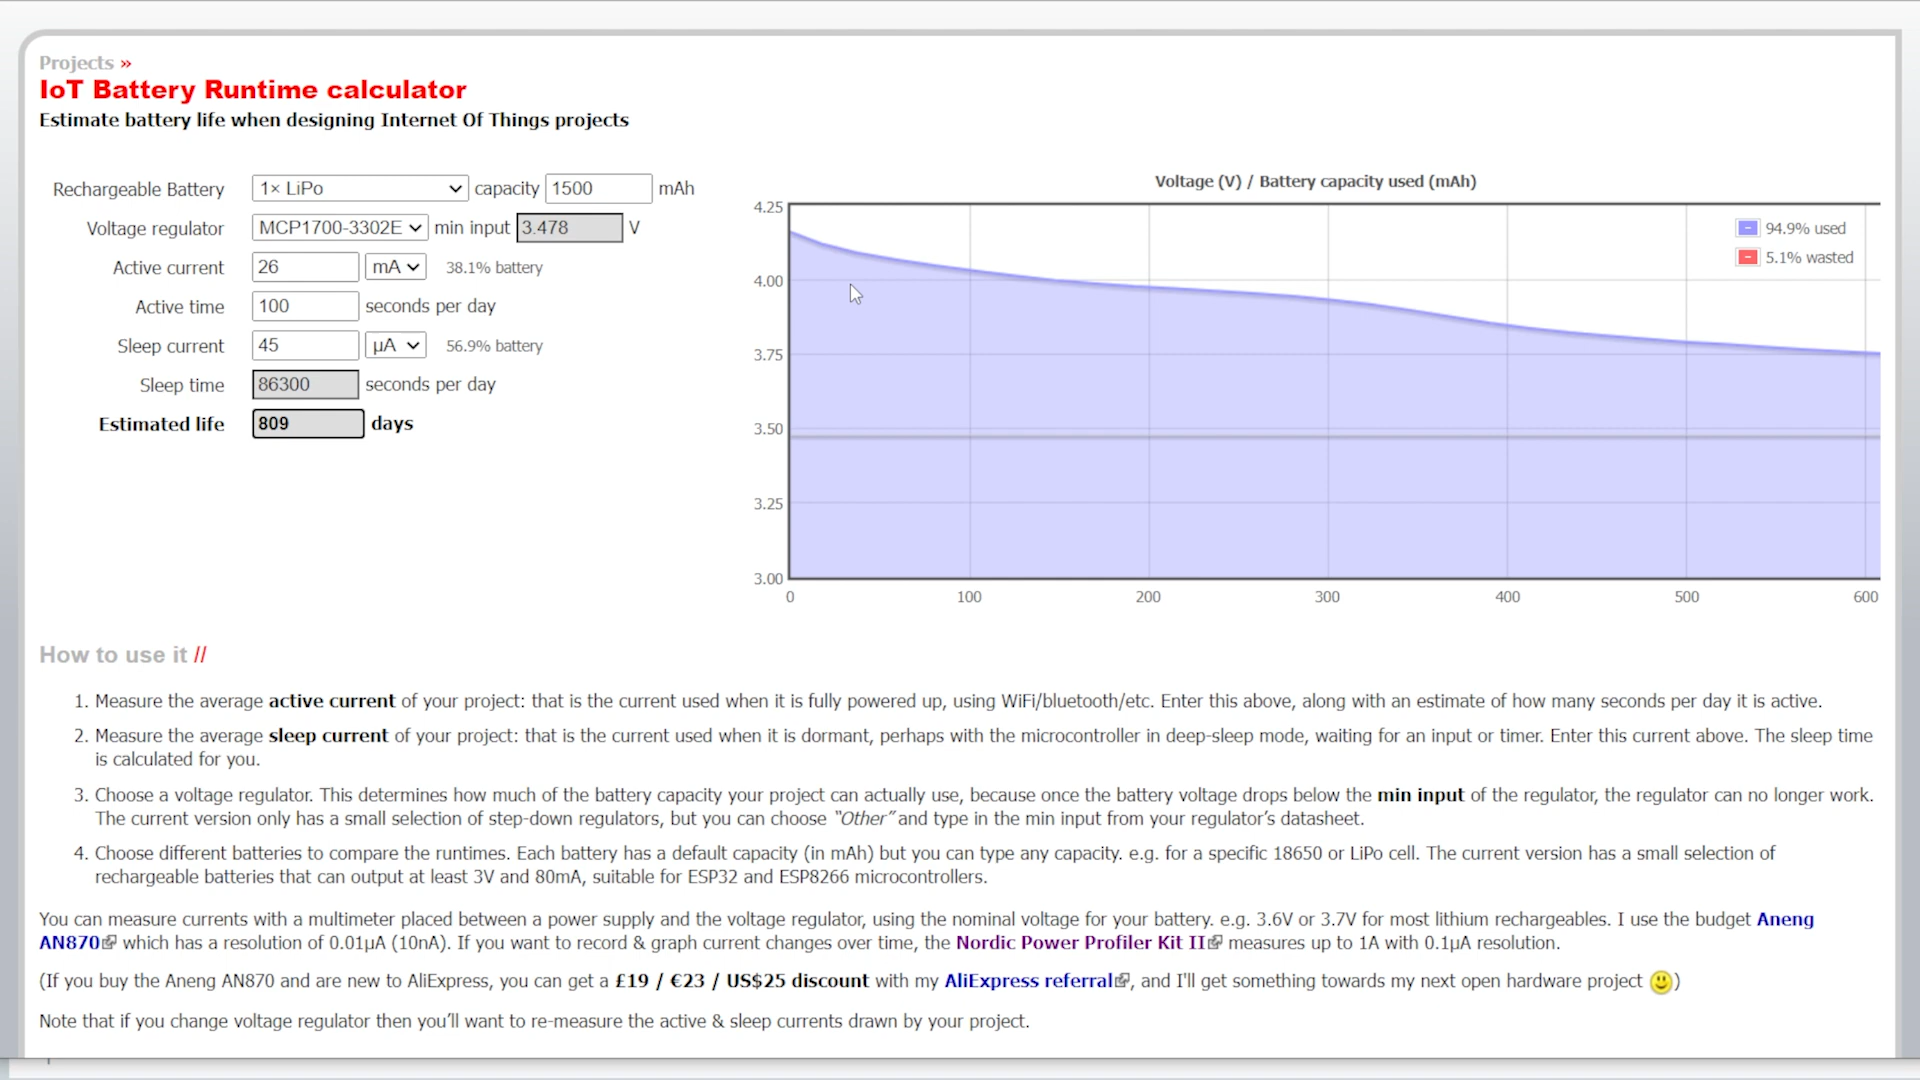 Projects »
IoT Battery Runtime calculator
Estimate battery life when designing Internet Of Things projects
Rechargeable Battery 1× LiPo capacity 1500 mAh
Voltage regulator MCP1700-3302E min input 3.478 V
Active current 26 mA 38.1% battery
Active time 100 seconds per day
Sleep current 45 µA 56.9% battery
Sleep time 86300 seconds per day
Estimated life 809 days
Voltage (V) / Battery capacity used (mAh)
4.25
4.00
3.75
3.50
3.25
3.00
94.9% used
5.1% wasted
0 100 200 300 400 500 600
How to use it //
1. Measure the average active current of your project: that is the current used when it is fully powered up, using WiFi/bluetooth/etc. Enter this above, along with an estimate of how many seconds per day it is active.
2. Measure the average sleep current of your project: that is the current used when it is dormant, perhaps with the microcontroller in deep-sleep mode, waiting for an input or timer. Enter this current above. The sleep time
is calculated for you.
3. Choose a voltage regulator. This determines how much of the battery capacity your project can actually use, because once the battery voltage drops below the min input of the regulator, the regulator can no longer work.
The current version only has a small selection of step-down regulators, but you can choose “Other” and type in the min input from your regulator’s datasheet.
4. Choose different batteries to compare the runtimes. Each battery has a default capacity (in mAh) but you can type any capacity. e.g. for a specific 18650 or LiPo cell. The current version has a small selection of
rechargeable batteries that can output at least 3V and 80mA, suitable for ESP32 and ESP8266 microcontrollers.
You can measure currents with a multimeter placed between a power supply and the voltage regulator, using the nominal voltage for your battery. e.g. 3.6V or 3.7V for most lithium rechargeables. I use the budget Aneng
AN870 which has a resolution of 0.01µA (10nA). If you want to record & graph current changes over time, the Nordic Power Profiler Kit II measures up to 1A with 0.1µA resolution.
(If you buy the Aneng AN870 and are new to AliExpress, you can get a £19 / €23 / US$25 discount with my AliExpress referral, and I'll get something towards my next open hardware project )
Note that if you change voltage regulator then you’ll want to re-measure the active & sleep currents drawn by your project.